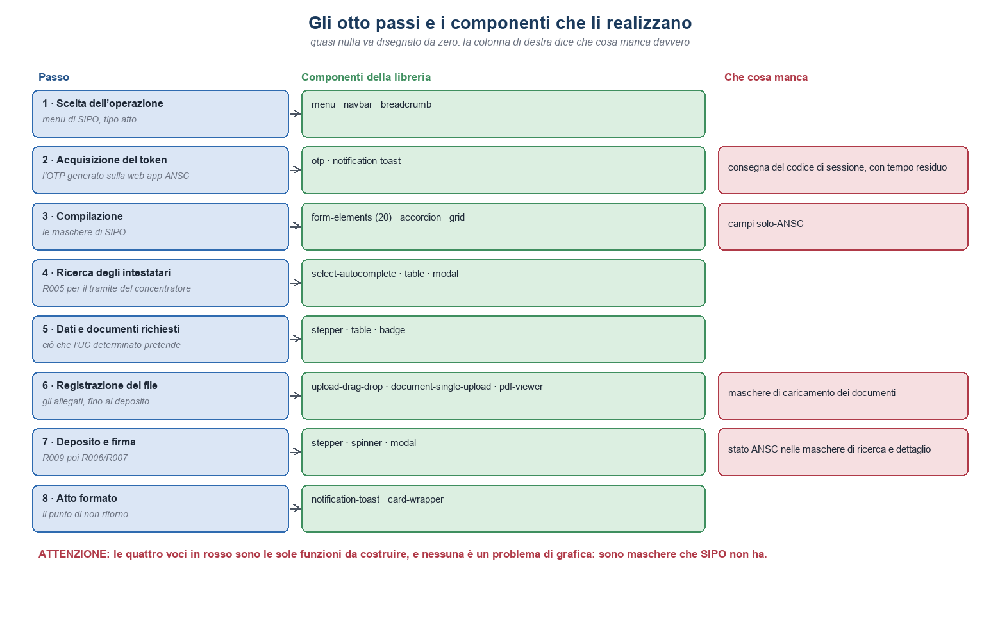 Gli otto passi e i componenti che li realizzano
quasi nulla va disegnato da zero: la colonna di destra dice che cosa manca davvero
Passo
Componenti della libreria
Che cosa manca
1 · Scelta dell’operazione
menu di SIPO, tipo atto
menu · navbar · breadcrumb
2 · Acquisizione del token
l’OTP generato sulla web app ANSC
otp · notification-toast
consegna del codice di sessione, con tempo residuo
3 · Compilazione
le maschere di SIPO
form-elements (20) · accordion · grid
campi solo-ANSC
4 · Ricerca degli intestatari
R005 per il tramite del concentratore
select-autocomplete · table · modal
5 · Dati e documenti richiesti
ciò che l’UC determinato pretende
stepper · table · badge
6 · Registrazione dei file
gli allegati, fino al deposito
upload-drag-drop · document-single-upload · pdf-viewer
maschere di caricamento dei documenti
7 · Deposito e firma
R009 poi R006/R007
stepper · spinner · modal
stato ANSC nelle maschere di ricerca e dettaglio
8 · Atto formato
il punto di non ritorno
notification-toast · card-wrapper
ATTENZIONE: le quattro voci in rosso sono le sole funzioni da costruire, e nessuna è un problema di grafica: sono maschere che SIPO non ha.